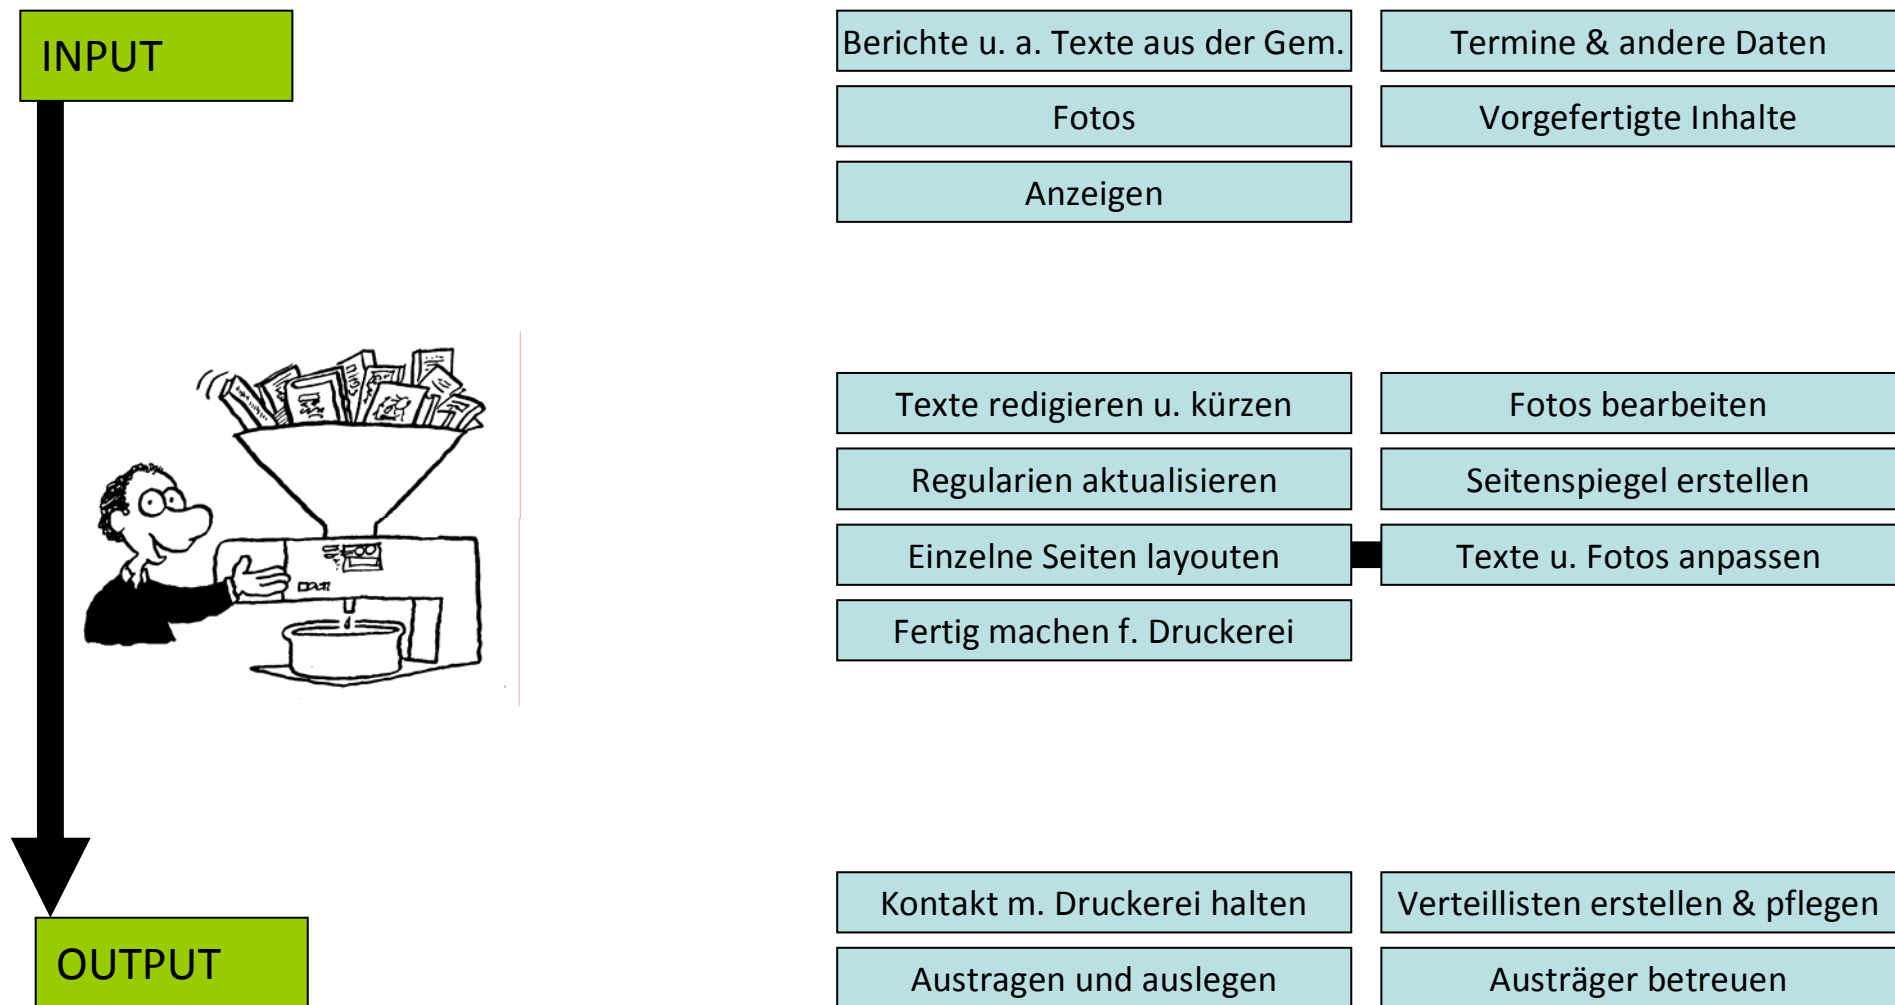 INPUT
Berichte u. a. Texte aus der Gem.
Termine & andere Daten
Fotos
Vorgefertigte Inhalte
Anzeigen
Texte redigieren u. kürzen
Fotos bearbeiten
Regularien aktualisieren
Seitenspiegel erstellen
Einzelne Seiten layouten
Texte u. Fotos anpassen
Fertig machen f. Druckerei
Kontakt m. Druckerei halten
Verteillisten erstellen & pflegen
OUTPUT
Austragen und auslegen
Austräger betreuen